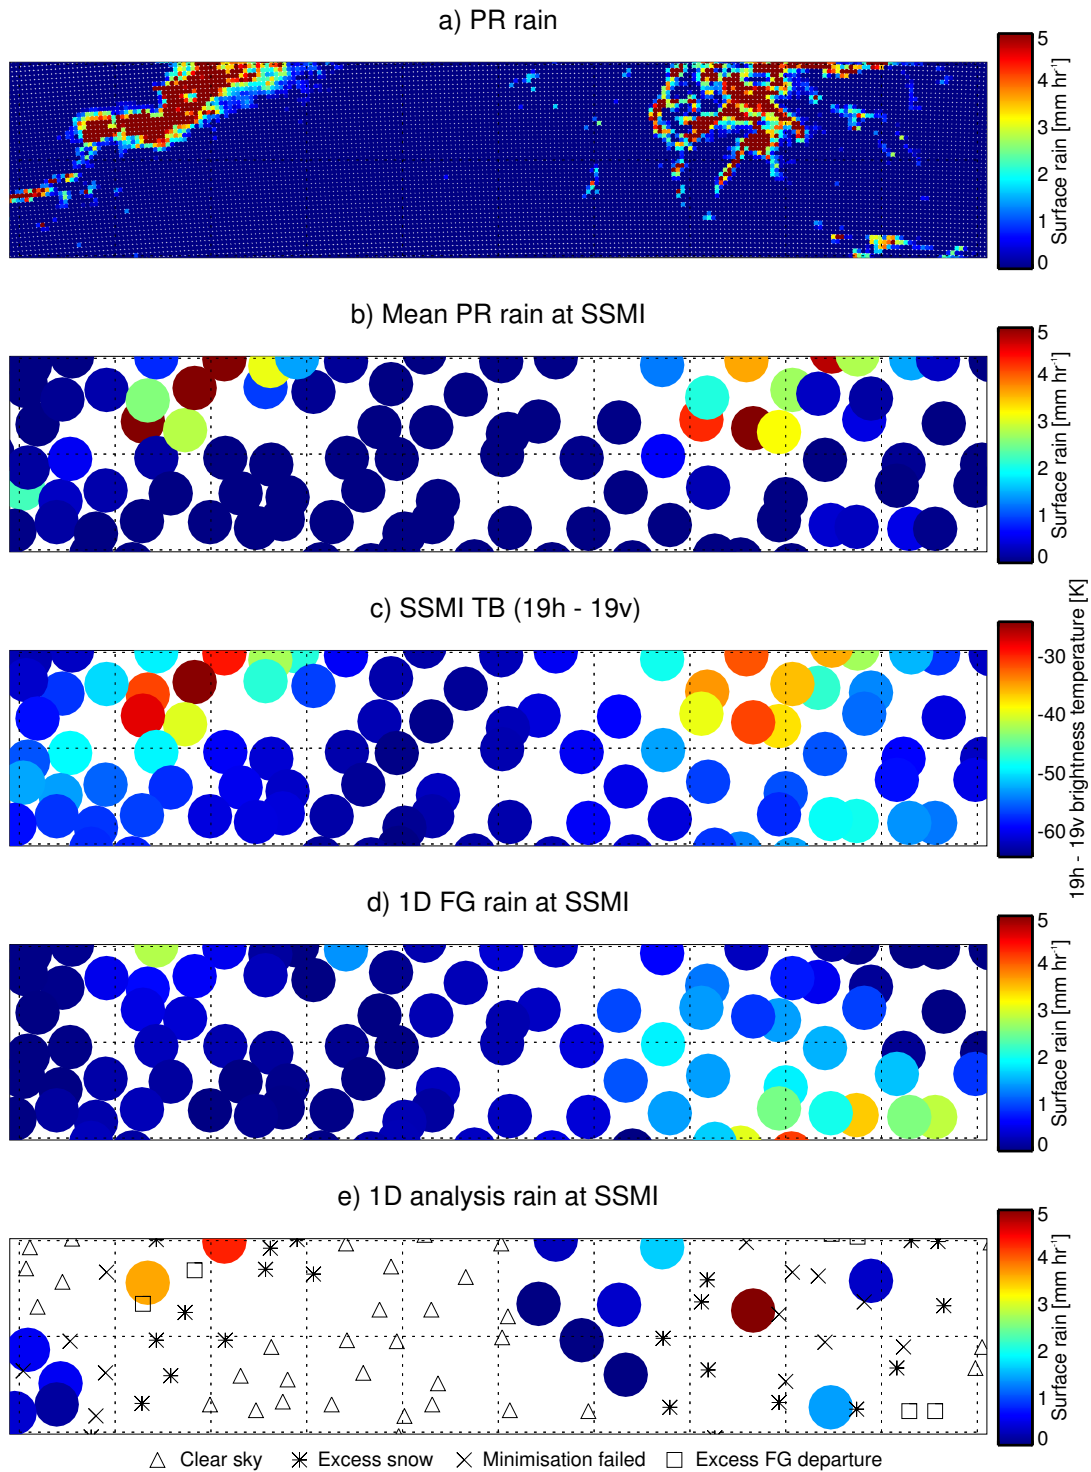 a) PR rain
5
4
3
2
1
0
Surface rain [mm hr-1]
b) Mean PR rain at SSMI
5
4
3
2
1
0
Surface rain [mm hr-1]
c) SSMI TB (19h - 19v)
-30
-40
-50
-60
19h - 19v brightness temperature [K]
d) 1D FG rain at SSMI
5
4
3
2
1
0
Surface rain [mm hr-1]
e) 1D analysis rain at SSMI
5
4
3
2
1
0
Surface rain [mm hr-1]
Clear sky Excess snow Minimisation failed Excess FG departure